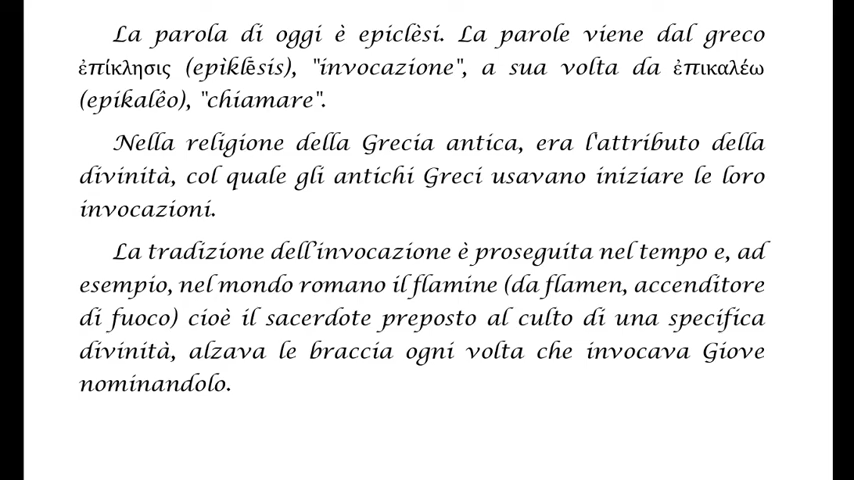 La parola di oggi è epiclèsi. La parole viene dal greco
ἐπίκλησις (epìklēsis), "invocazione", a sua volta da ἐπικαλέω
(epikalêo), "chiamare".
Nella religione della Grecia antica, era l'attributo della
divinità, col quale gli antichi Greci usavano iniziare le loro
invocazioni.
La tradizione dell'invocazione è proseguita nel tempo e, ad
esempio, nel mondo romano il flamine (da flamen, accenditore
di fuoco) cioè il sacerdote preposto al culto di una specifica
divinità, alzava le braccia ogni volta che invocava Giove
nominandolo.